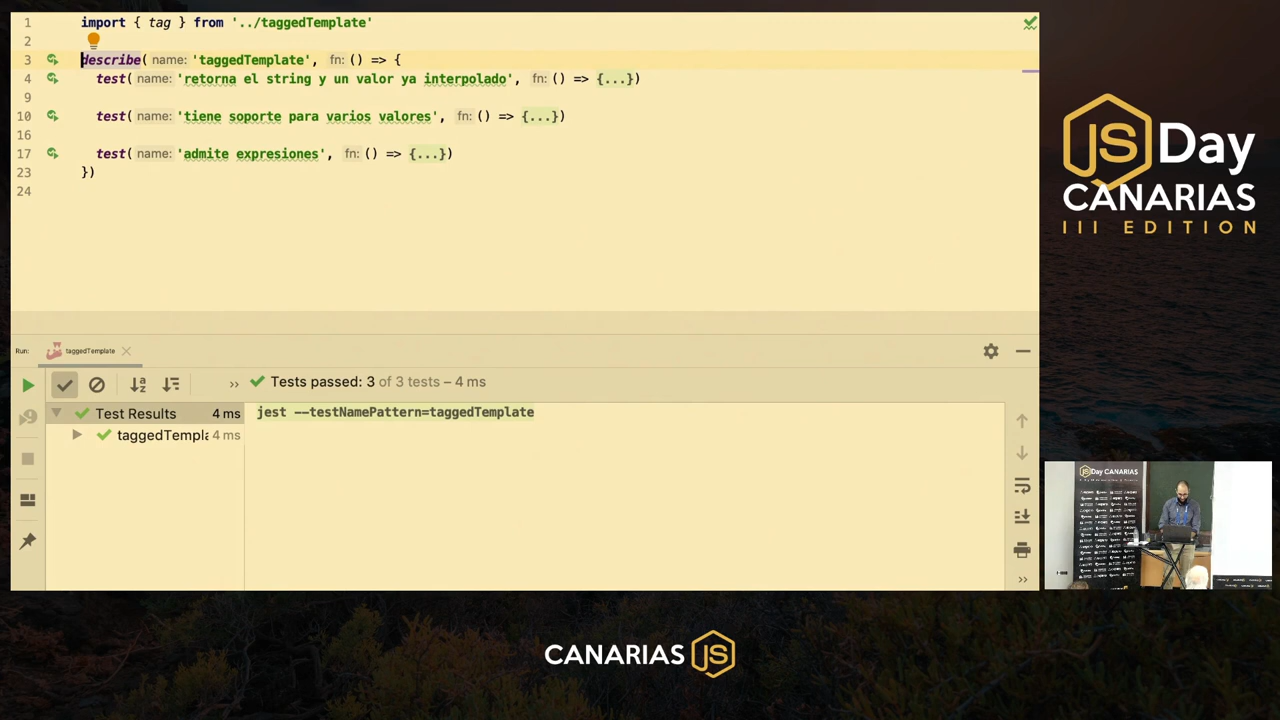 1 import { tag } from '../taggedTemplate'
2
3 describe( name: 'taggedTemplate', fn: () => {
4 test( name: 'retorna el string y un valor ya interpolado', fn: () => {...})
9
10 test( name: 'tiene soporte para varios valores', fn: () => {...})
16
17 test( name: 'admite expresiones', fn: () => {...})
23 })
24
JS Day
CANARIAS
III EDITION
Run: taggedTemplate
Tests passed: 3 of 3 tests – 4 ms
Test Results 4 ms
jest --testNamePattern=taggedTemplate
taggedTempla 4 ms
JS Day CANARIAS
CANARIAS JS